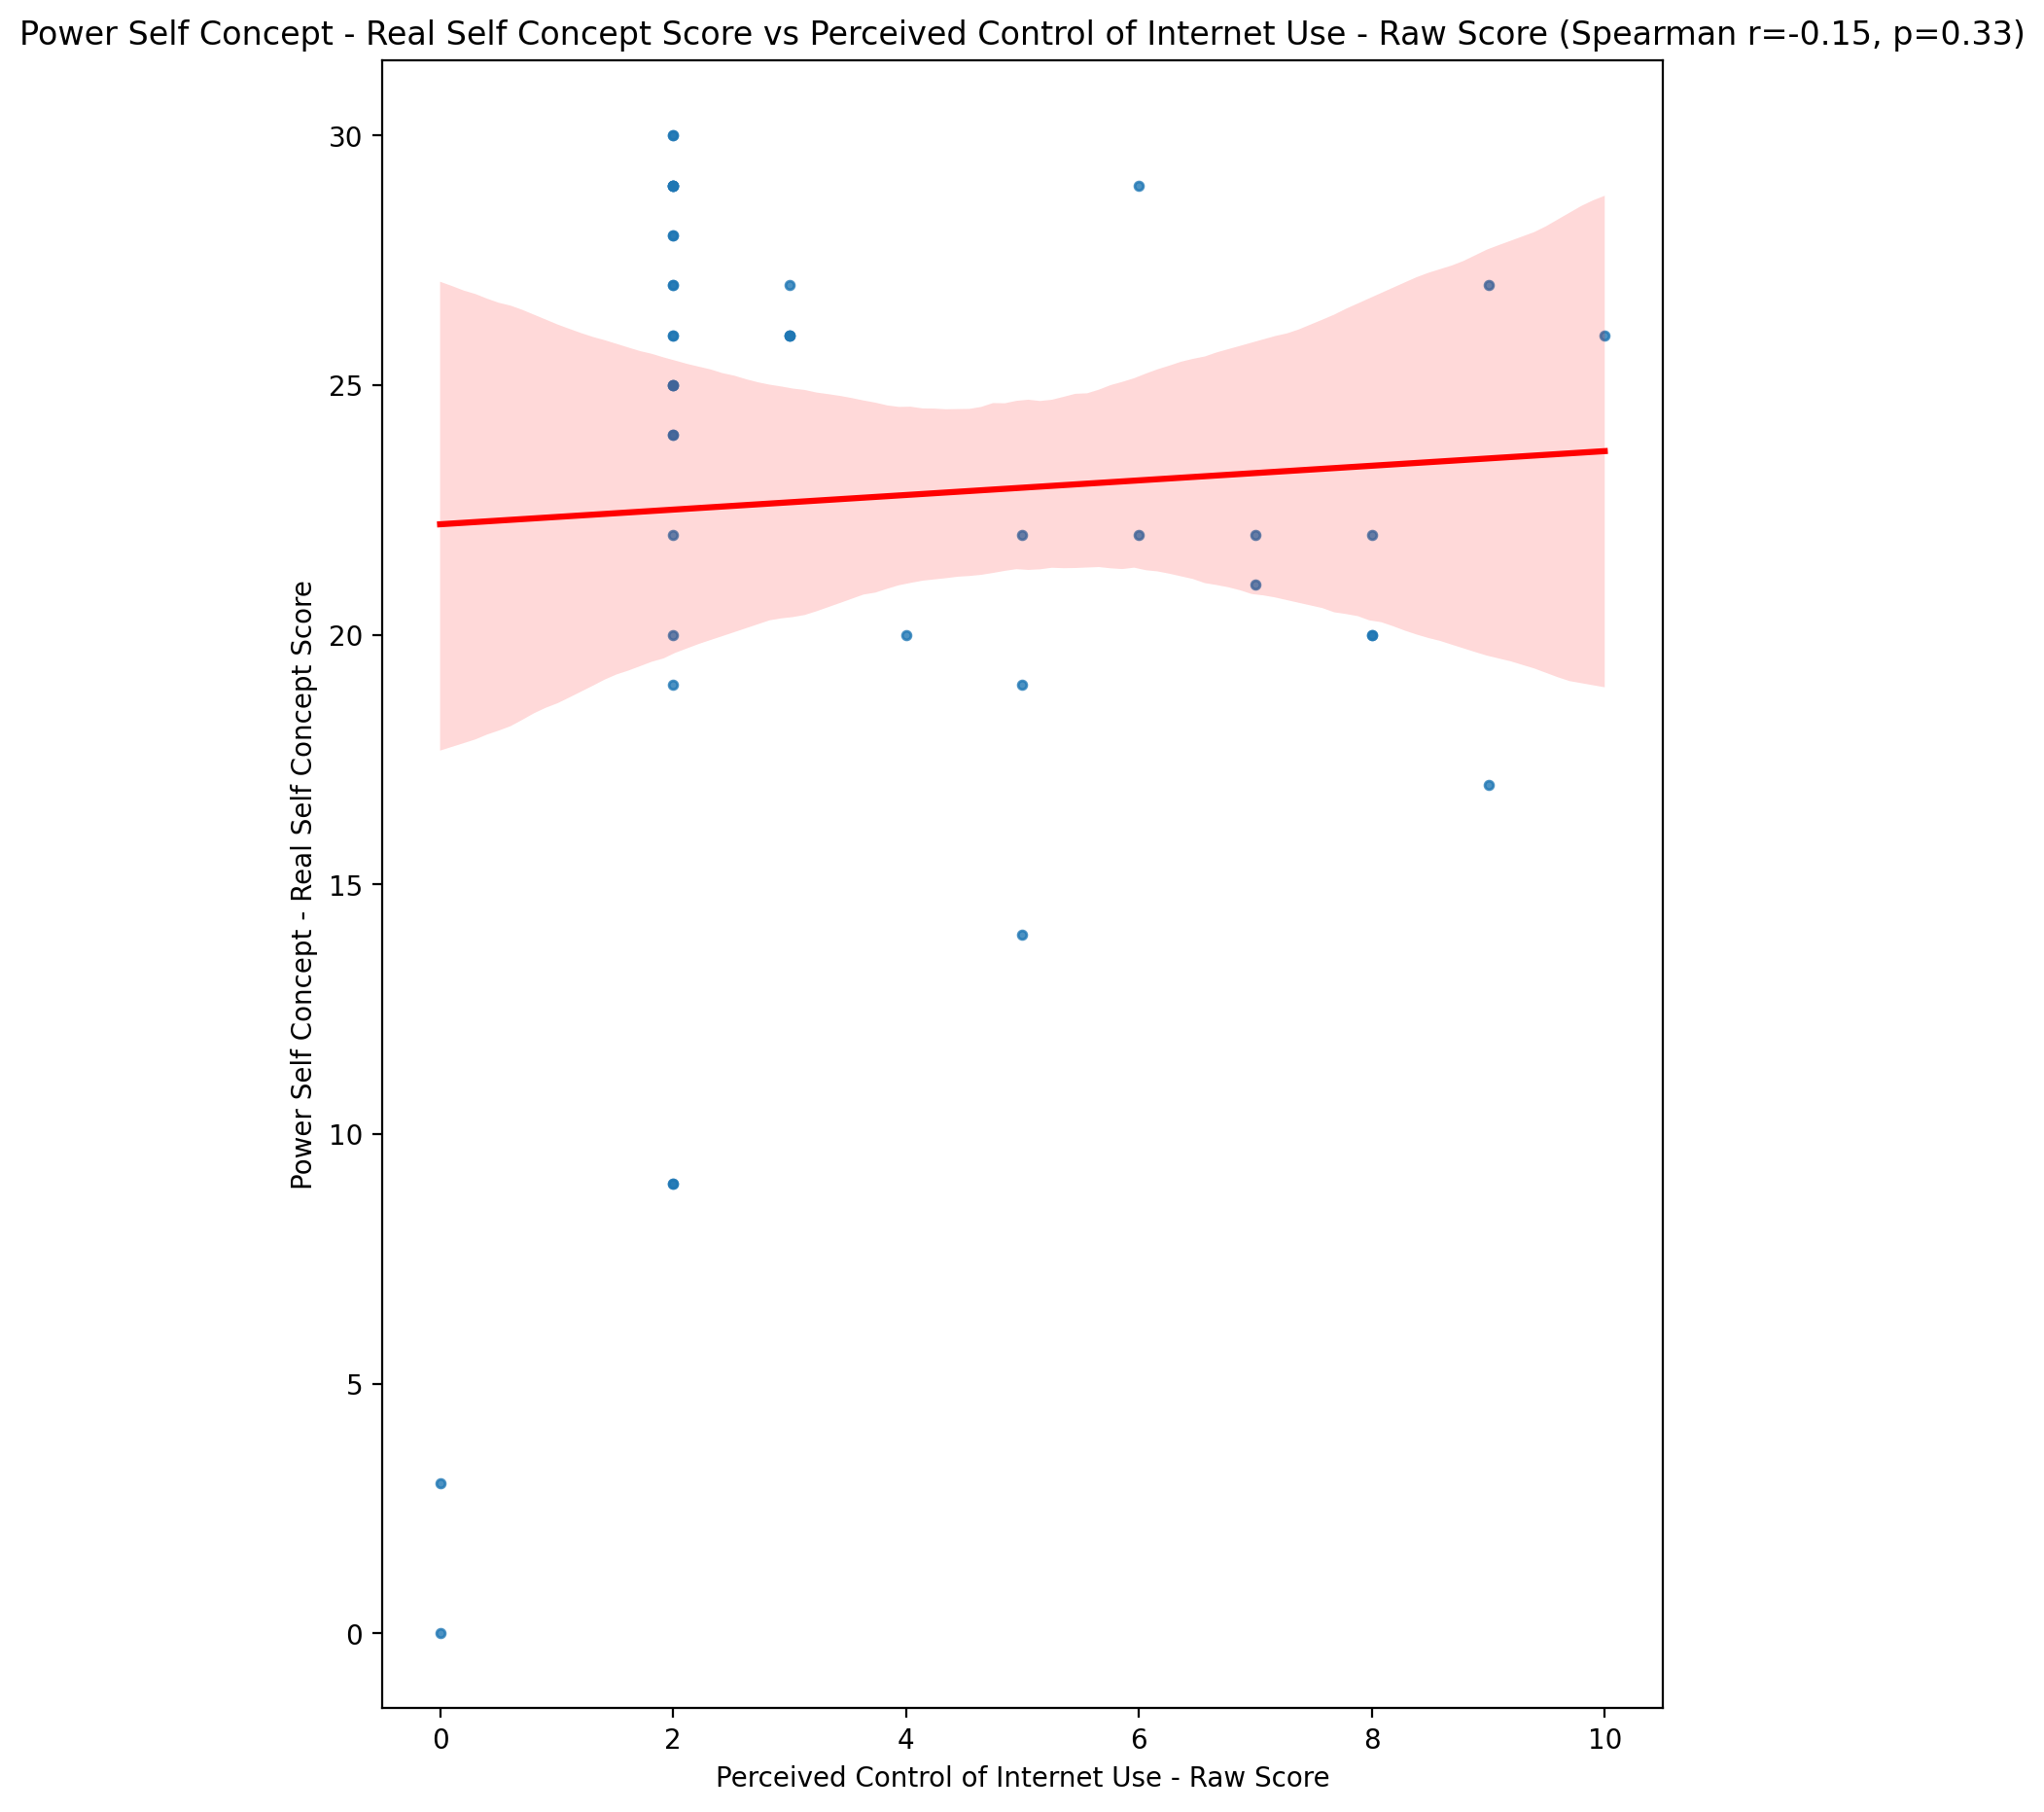 Power Self Concept - Real Self Concept Score vs Perceived Control of Internet Use - Raw Score (Spearman r=-0.15, p=0.33)
30
25
20
15
10
5
0
Power Self Concept - Real Self Concept Score
0 2 4 6 8 10
Perceived Control of Internet Use - Raw Score